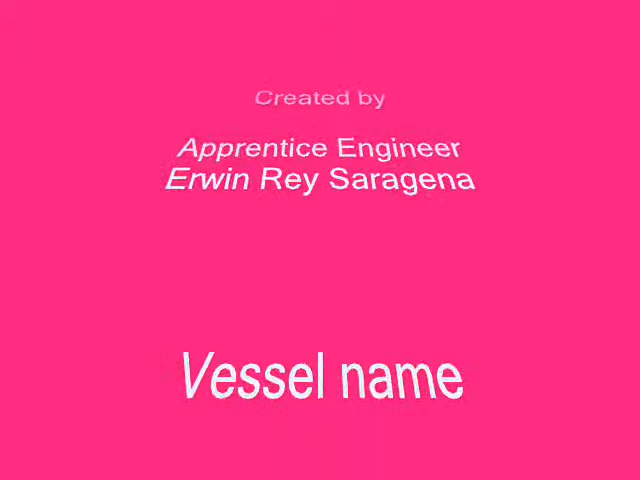 Created by
Apprentice Engineer
Erwin Rey Saragena
Vessel name